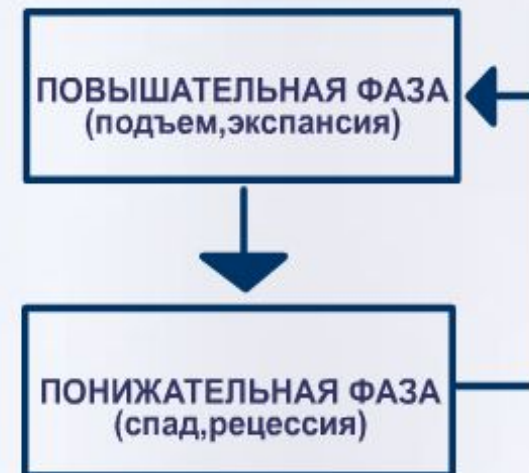 ПОВЫШАТЕЛЬНАЯ ФАЗА
(подъем,экспансия)
ПОНИЖАТЕЛЬНАЯ ФАЗА
(спад,рецессия)